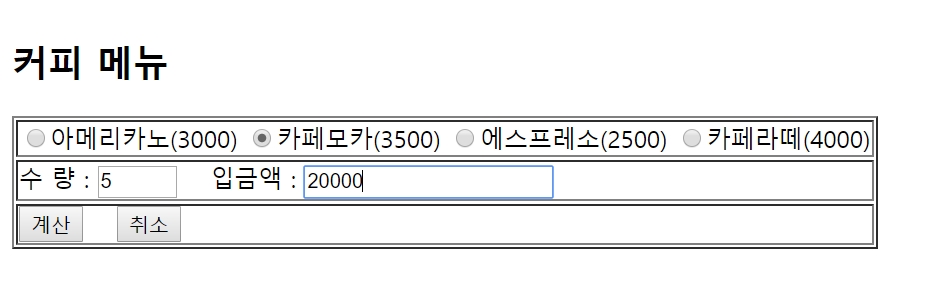 커피 메뉴
아메리카노(3000) 카페모카(3500) 에스프레소(2500) 카페라떼(4000)
수 량 : 5 입금액 : 20000
계산 취소